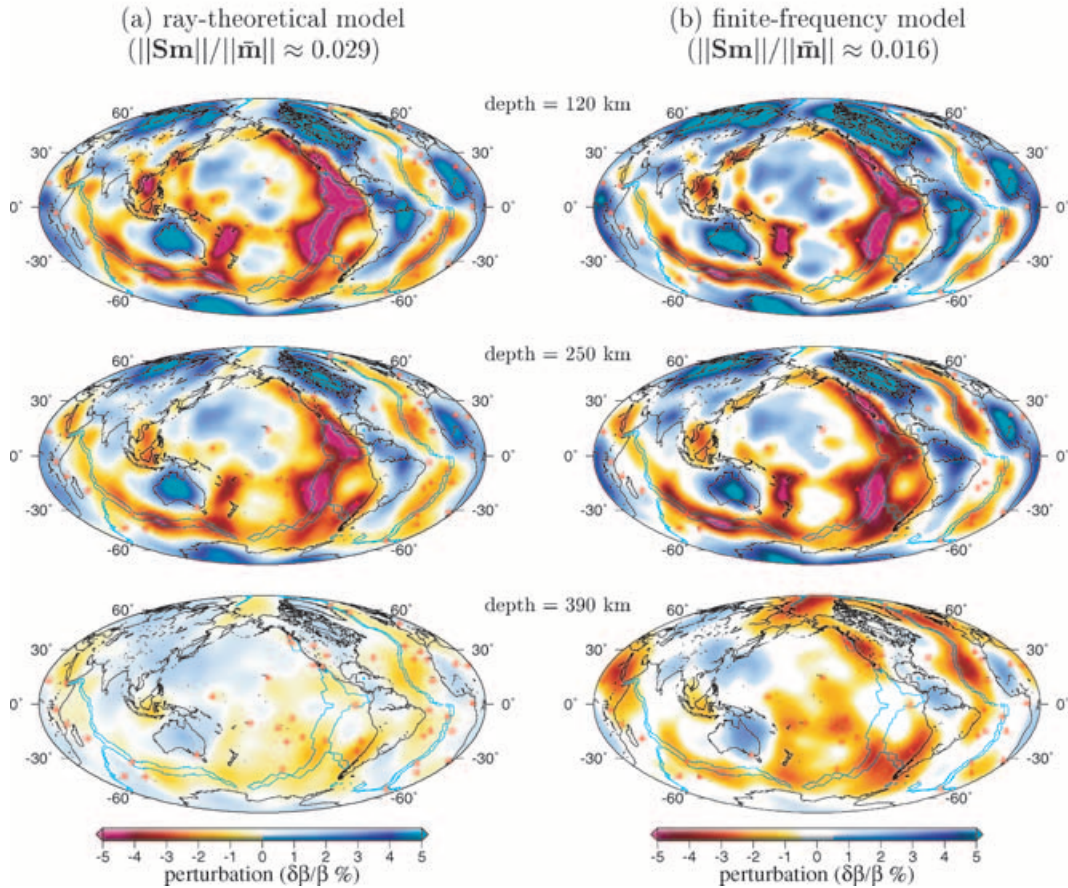 (a) ray-theoretical model
(||Sm||/||m̄|| ≈ 0.029)
(b) finite-frequency model
(||Sm||/||m̄|| ≈ 0.016)
depth = 120 km
60˚ 60˚
30˚ 30˚
0˚ 0˚
-30˚ -30˚
-60˚ -60˚
60˚ 60˚
30˚ 30˚
0˚ 0˚
-30˚ -30˚
-60˚ -60˚
depth = 250 km
60˚ 60˚
30˚ 30˚
0˚ 0˚
-30˚ -30˚
-60˚ -60˚
60˚ 60˚
30˚ 30˚
0˚ 0˚
-30˚ -30˚
-60˚ -60˚
depth = 390 km
60˚ 60˚
30˚ 30˚
0˚ 0˚
-30˚ -30˚
-60˚ -60˚
60˚ 60˚
30˚ 30˚
0˚ 0˚
-30˚ -30˚
-60˚ -60˚
-5 -4 -3 -2 -1 0 1 2 3 4 5
perturbation (δβ/β %)
-5 -4 -3 -2 -1 0 1 2 3 4 5
perturbation (δβ/β %)